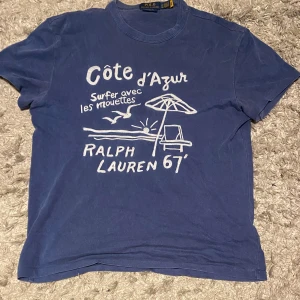 Côte d'Azur
Surfer avec
les mouettes
RALPH
LAUREN 67'